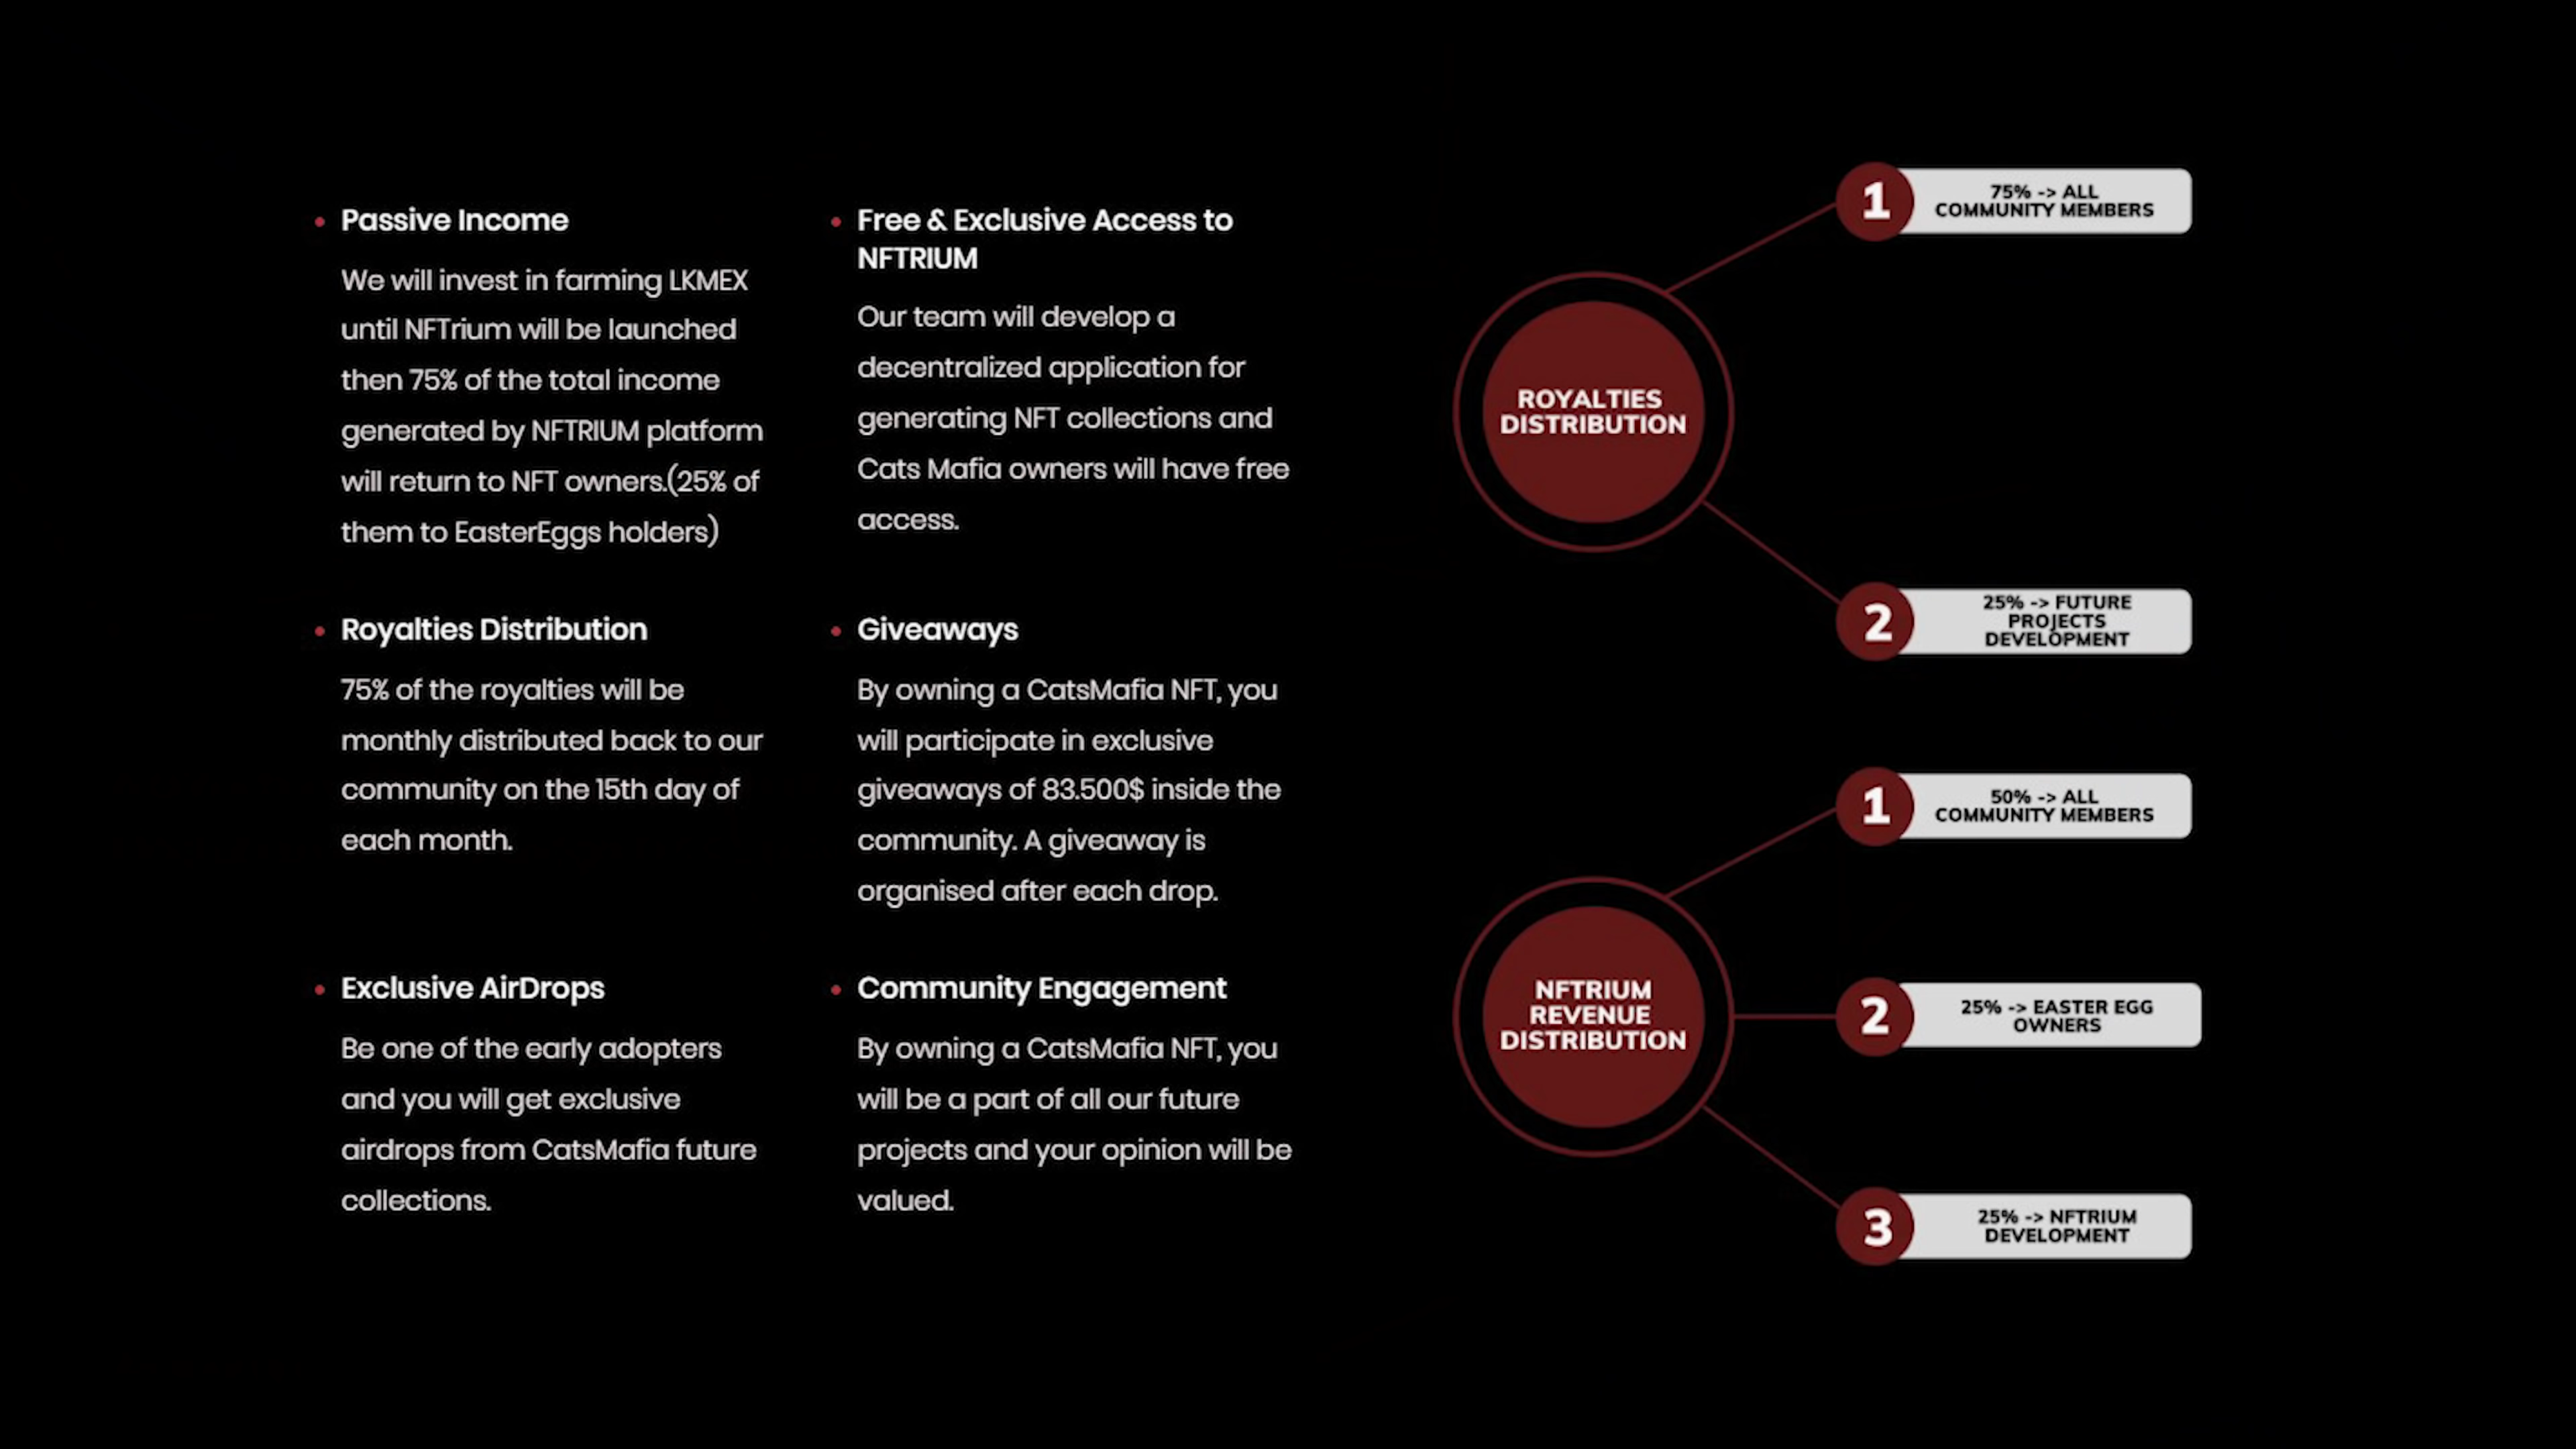 Passive Income
We will invest in farming LKMEX
until NFTrium will be launched
then 75% of the total income
generated by NFTRIUM platform
will return to NFT owners.(25% of
them to EasterEggs holders)
Free & Exclusive Access to
NFTRIUM
Our team will develop a
decentralized application for
generating NFT collections and
Cats Mafia owners will have free
access.
Royalties Distribution
75% of the royalties will be
monthly distributed back to our
community on the 15th day of
each month.
Giveaways
By owning a CatsMafia NFT, you
will participate in exclusive
giveaways of 83.500$ inside the
community. A giveaway is
organised after each drop.
Exclusive AirDrops
Be one of the early adopters
and you will get exclusive
airdrops from CatsMafia future
collections.
Community Engagement
By owning a CatsMafia NFT, you
will be a part of all our future
projects and your opinion will be
valued.
ROYALTIES
DISTRIBUTION
1
75% -> ALL
COMMUNITY MEMBERS
2
25% -> FUTURE
PROJECTS
DEVELOPMENT
NFTRIUM
REVENUE
DISTRIBUTION
1
50% -> ALL
COMMUNITY MEMBERS
2
25% -> EASTER EGG
OWNERS
3
25% -> NFTRIUM
DEVELOPMENT